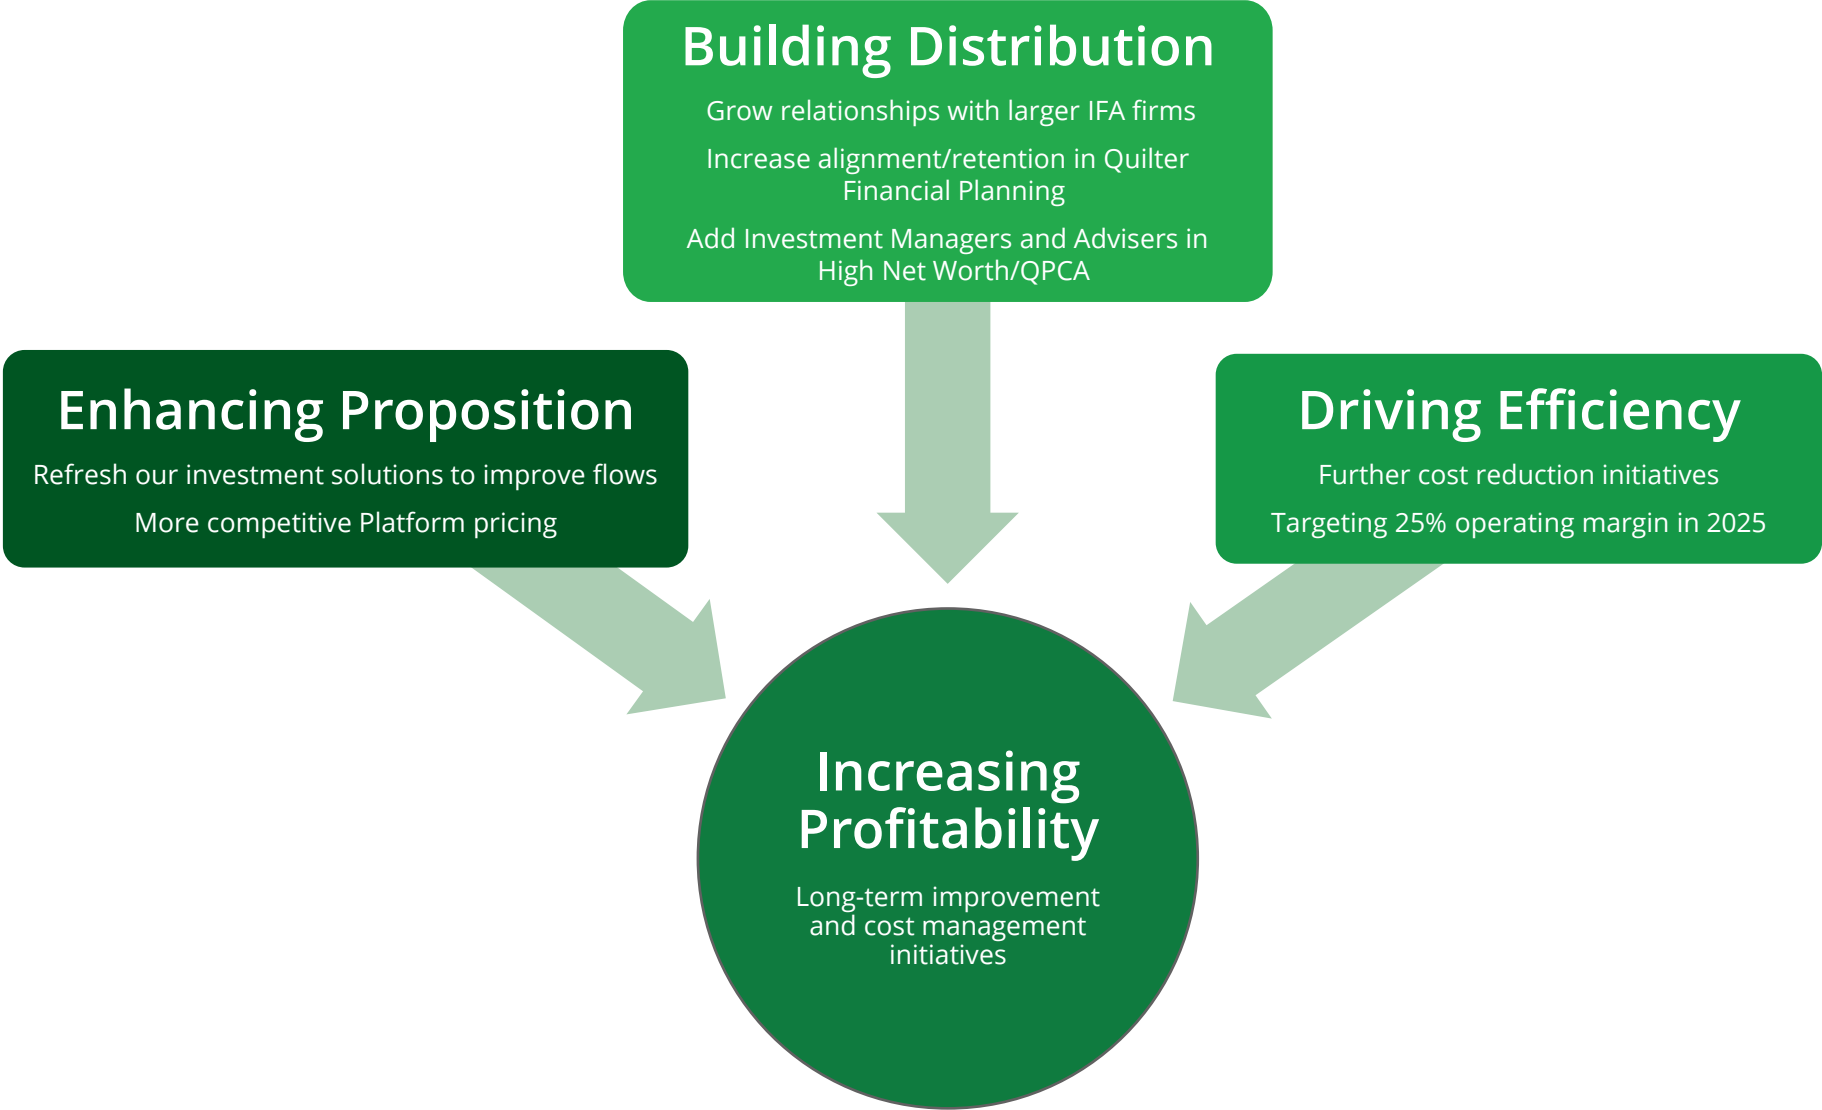 Building Distribution
Grow relationships with larger IFA firms
Increase alignment/retention in Quilter
Financial Planning
Add Investment Managers and Advisers in
High Net Worth/QPCA
Enhancing Proposition
Refresh our investment solutions to improve flows
More competitive Platform pricing
Driving Efficiency
Further cost reduction initiatives
Targeting 25% operating margin in 2025
Increasing
Profitability
Long-term improvement
and cost management
initiatives